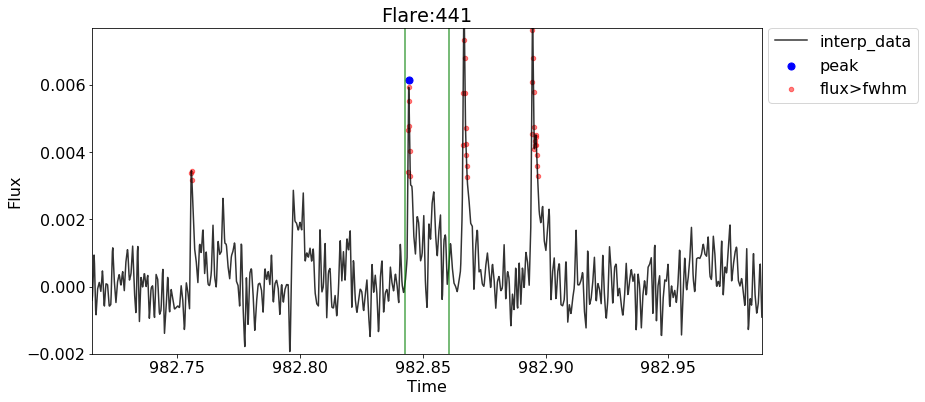 Flare:441
interp_data
peak
flux>fwhm
Flux
0.006
0.004
0.002
0.000
−0.002
982.75 982.80 982.85 982.90 982.95
Time